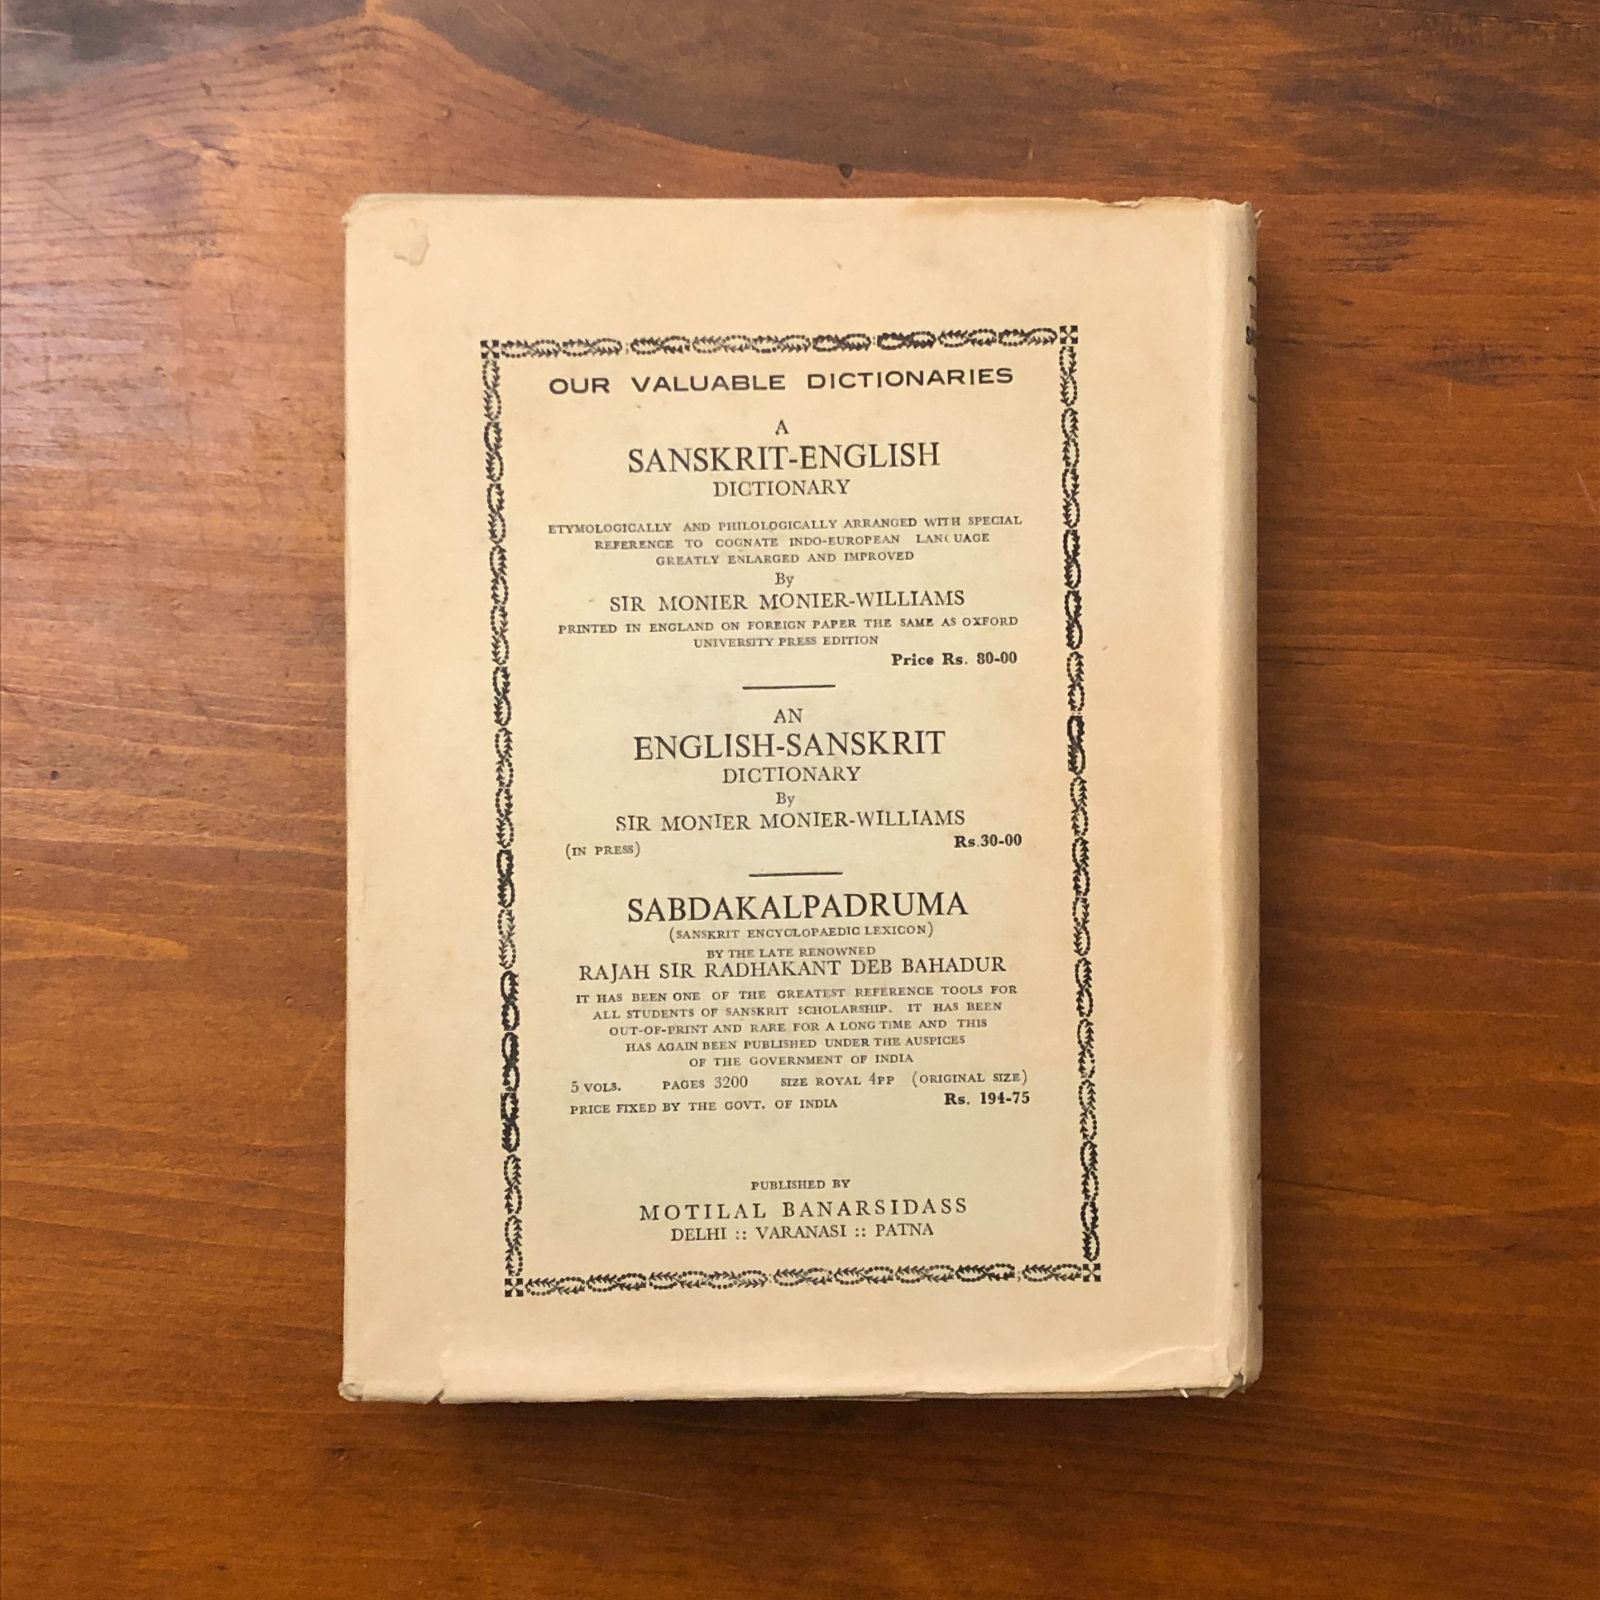 OUR VALUABLE DICTIONARIES
A
SANSKRIT-ENGLISH
DICTIONARY
ETYMOLOGICALLY AND PHILOLOGICALLY ARRANGED WITH SPECIAL
REFERENCE TO COGNATE INDO-EUROPEAN LAN UAGE
GREATLY ENLARGED AND IMPROVED
By
SIR MONIER MONIER-WILLIAMS
PRINTED IN ENGLAND ON FOREIGN PAPER THE SAME AS OXFORD
UNIVERSITY PRESS EDITION
Price Rs. 80-00
AN
ENGLISH-SANSKRIT
DICTIONARY
By
SIR MONIER MONIER-WILLIAMS
(IN PRESS) Rs.30-00
SABDAKALPADRUMA
(SANSKRIT ENCYCLOPAEDIC LEXICON)
BY THE LATE RENOWNED
RAJAH SIR RADHAKANT DEB BAHADUR
IT HAS BEEN ONE OF THE GREATEST REFERENCE TOOLS FOR
ALL STUDENTS OF SANSKRIT SCHOLARSHIP. IT HAS BEEN
OUT-OF-PRINT AND RARE FOR A LONG TIME AND THIS
HAS AGAIN BEEN PUBLISHED UNDER THE AUSPICES
OF THE GOVERNMENT OF INDIA
5 VOLS. PAGES 3200 SIZE ROYAL 4PP (ORIGINAL SIZE)
PRICE FIXED BY THE GOVT. OF INDIA Rs. 194-75
PUBLISHED BY
MOTILAL BANARSIDASS
DELHI :: VARANASI :: PATNA